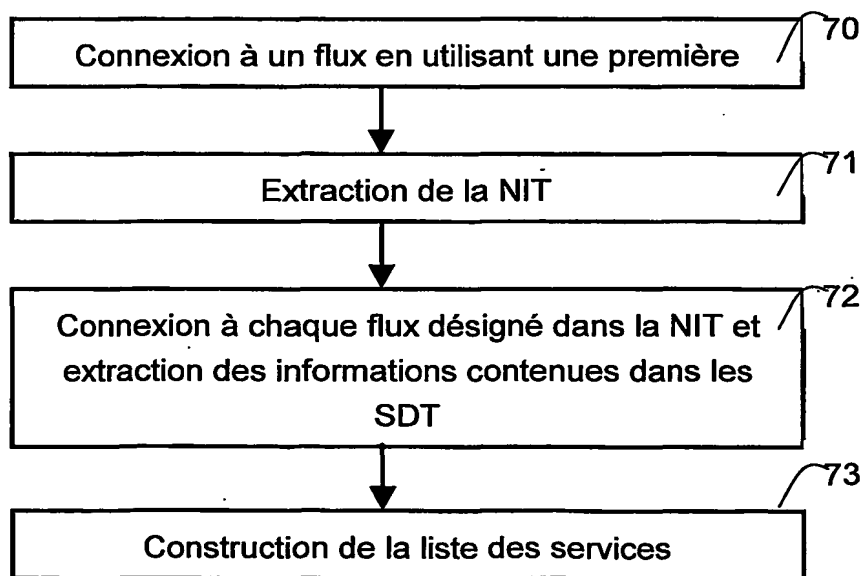 70
Connexion à un flux en utilisant une première
71
Extraction de la NIT
72
Connexion à chaque flux désigné dans la NIT et
extraction des informations contenues dans les
SDT
73
Construction de la liste des services